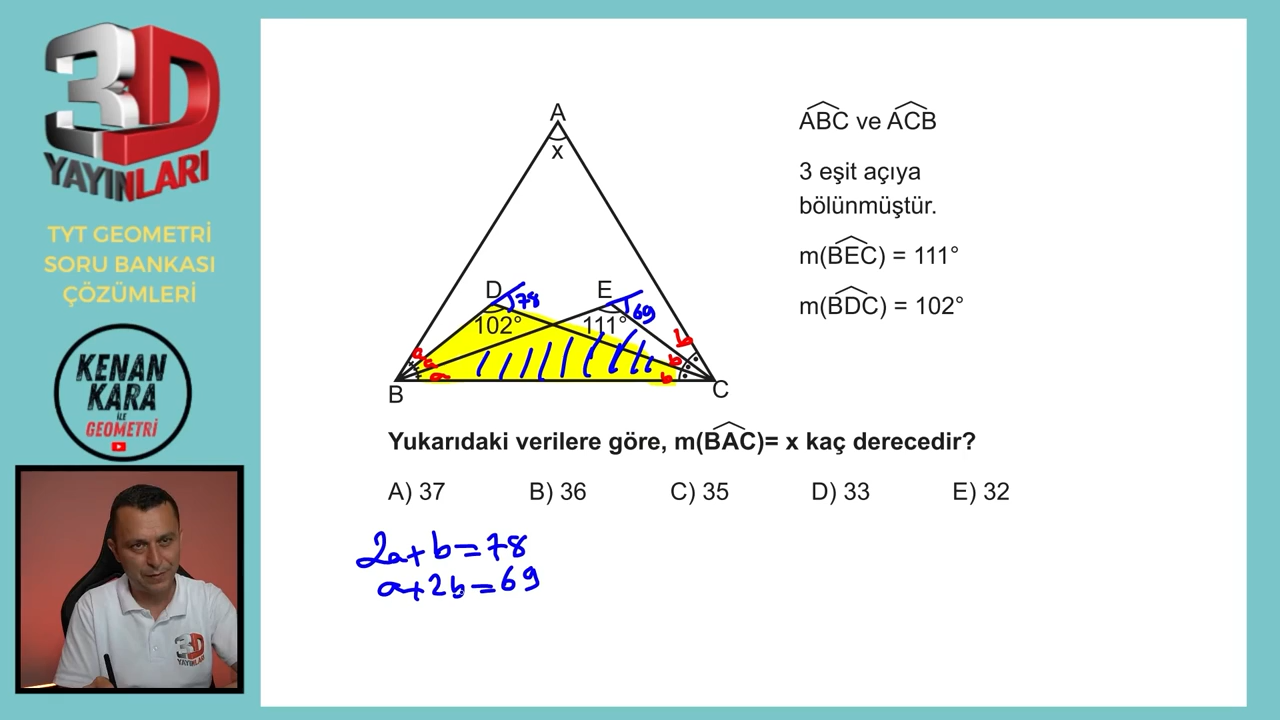 3D
YAYINLARI
TYT GEOMETRİ
SORU BANKASI
ÇÖZÜMLERİ
KENAN
KARA
İLE
GEOMETRİ
3D
YAYINLARI
A
x
D
78
E
69
102°
111°
a
a
a
b
b
b
B
C
ABC ve ACB
3 eşit açıya
bölünmüştür.
m(BEC) = 111°
m(BDC) = 102°
Yukarıdaki verilere göre, m(BAC)= x kaç derecedir?
A) 37 B) 36 C) 35 D) 33 E) 32
2a+b=78
a+2b=69